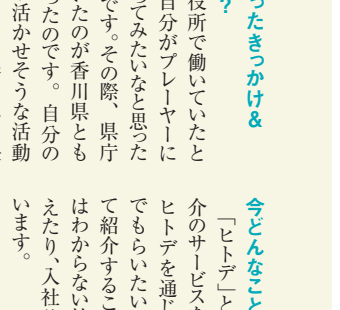 ったきっかけ&
?
役所で働いていたと
自分がプレーヤーに
ってみたいなと思った
です。その際、県庁
いたのが香川県とも
ったのです。自分の
活かせそうな活動
今どんなこと
「ヒトデ」と
介のサービスを
ヒトデを通じ
でもらいたい
て紹介するこ
はわからない
えたり、入社
います。